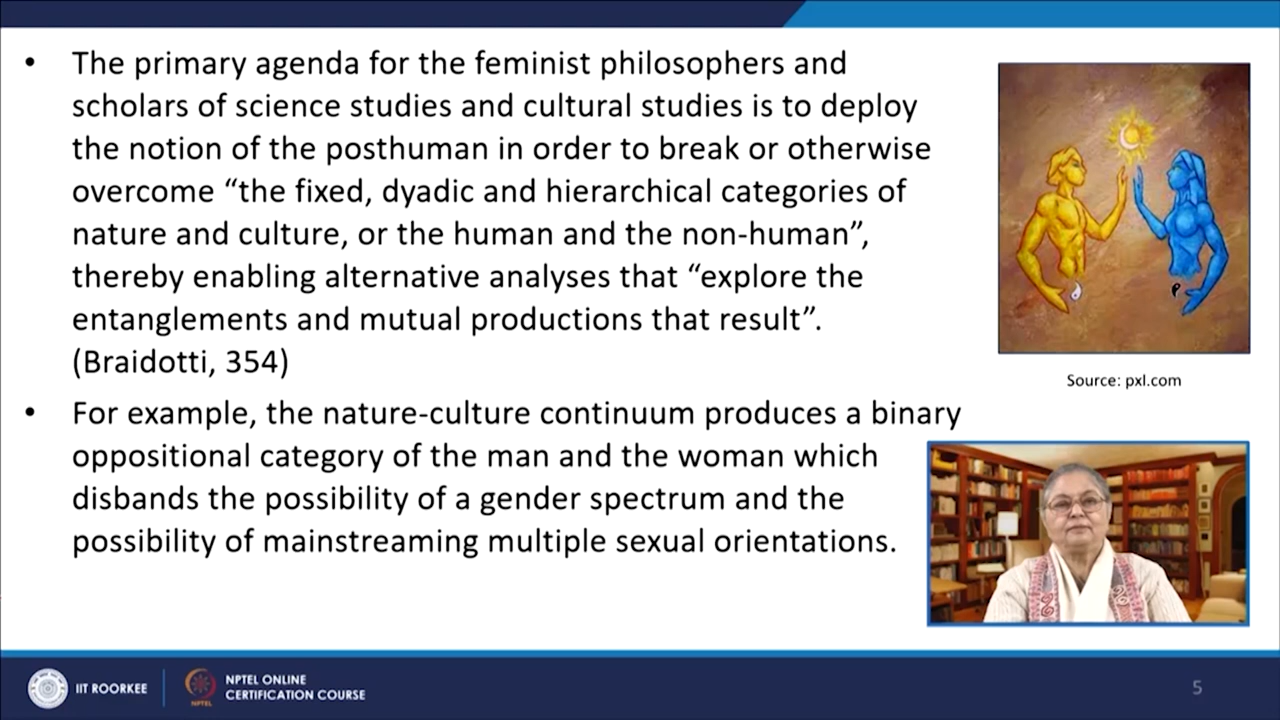 • The primary agenda for the feminist philosophers and
scholars of science studies and cultural studies is to deploy
the notion of the posthuman in order to break or otherwise
overcome “the fixed, dyadic and hierarchical categories of
nature and culture, or the human and the non-human”,
thereby enabling alternative analyses that “explore the
entanglements and mutual productions that result”.
(Braidotti, 354)
• For example, the nature-culture continuum produces a binary
oppositional category of the man and the woman which
disbands the possibility of a gender spectrum and the
possibility of mainstreaming multiple sexual orientations.
Source: pxl.com
IIT ROORKEE
NPTEL
NPTEL ONLINE
CERTIFICATION COURSE
5